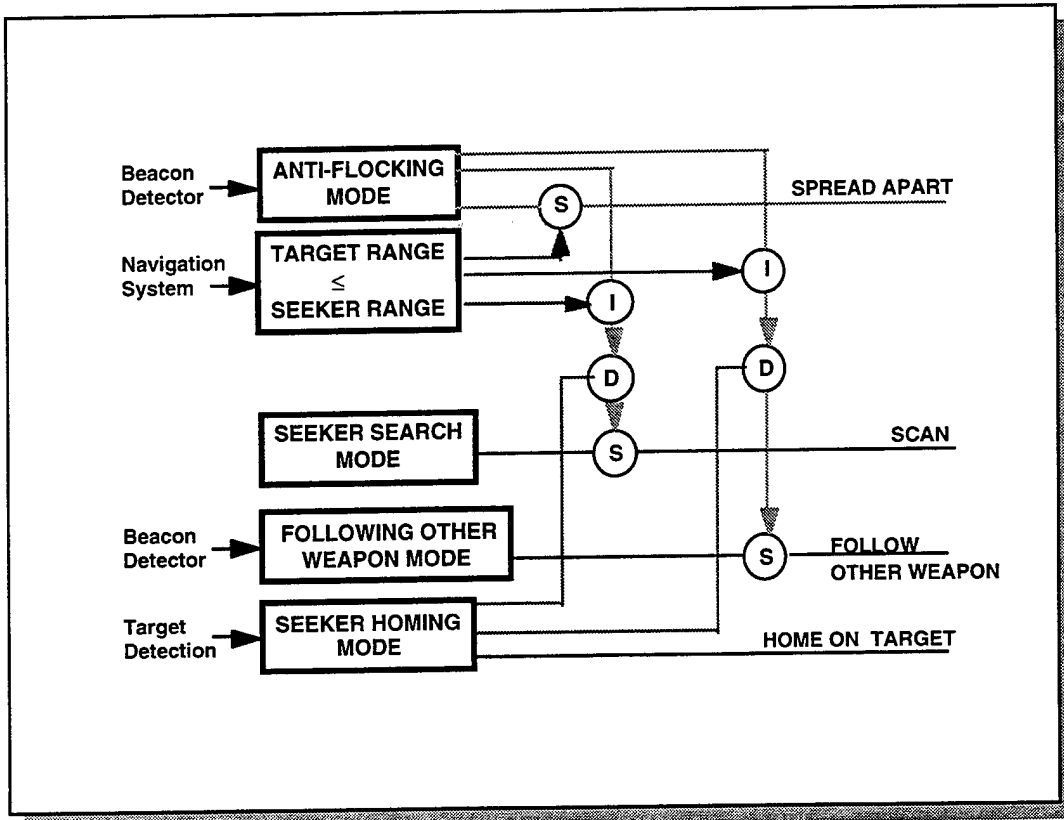 Beacon
Detector
ANTI-FLOCKING
MODE
S
SPREAD APART
Navigation
System
TARGET RANGE
≤
SEEKER RANGE
I
I
D
D
SEEKER SEARCH
MODE
S
SCAN
Beacon
Detector
FOLLOWING OTHER
WEAPON MODE
S
FOLLOW
OTHER WEAPON
Target
Detection
SEEKER HOMING
MODE
HOME ON TARGET